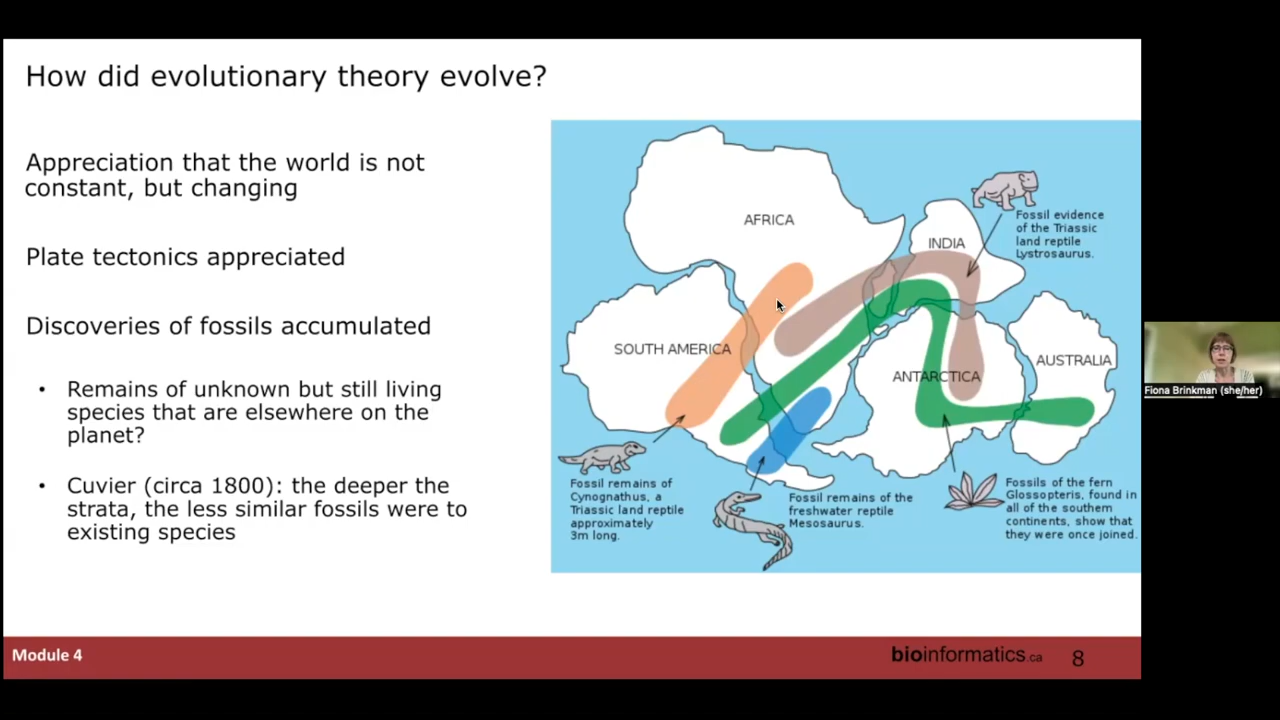 How did evolutionary theory evolve?
Appreciation that the world is not
constant, but changing
Plate tectonics appreciated
Discoveries of fossils accumulated
• Remains of unknown but still living
species that are elsewhere on the
planet?
• Cuvier (circa 1800): the deeper the
strata, the less similar fossils were to
existing species
AFRICA
INDIA
SOUTH AMERICA
ANTARCTICA
AUSTRALIA
Fossil evidence
of the Triassic
land reptile
Lystrosaurus.
Fossil remains of
Cynognathus, a
Triassic land reptile
approximately
3m long.
Fossil remains of the
freshwater reptile
Mesosaurus.
Fossils of the fern
Glossopteris, found in
all of the southern
continents, show that
they were once joined.
Fiona Brinkman (she/her)
Module 4
bioinformatics.ca
8